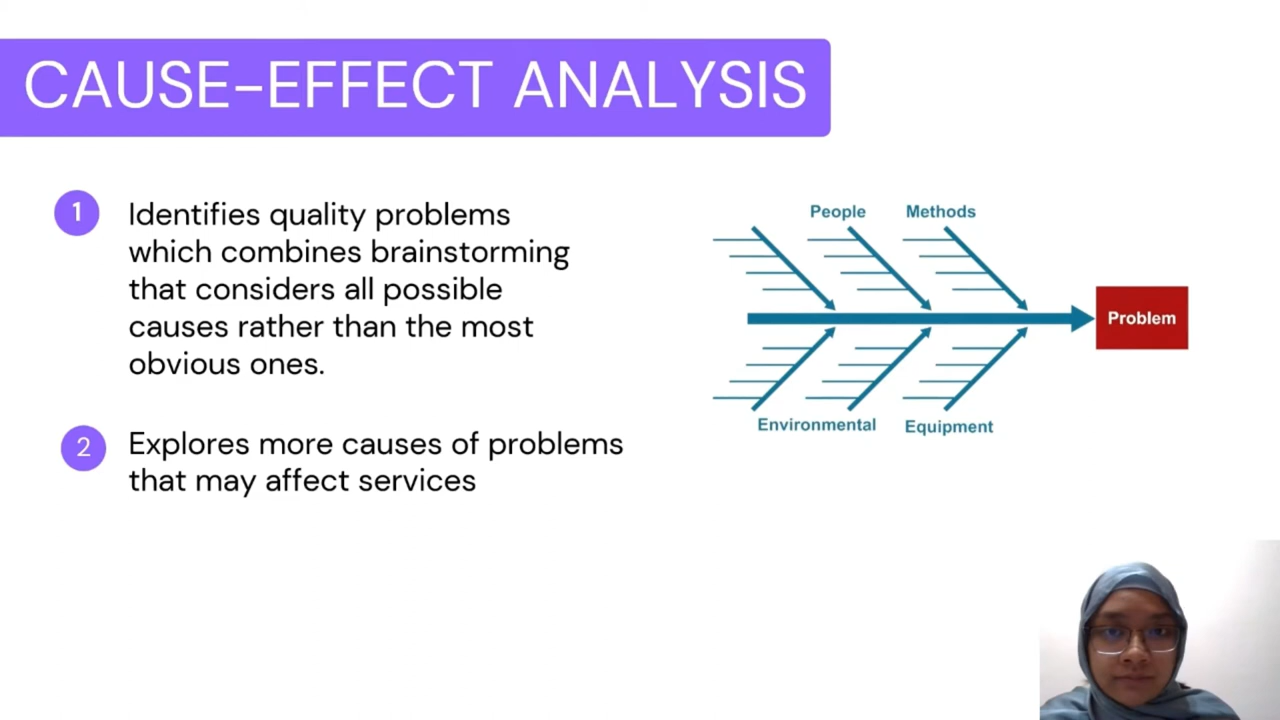 CAUSE-EFFECT ANALYSIS
1
Identifies quality problems
which combines brainstorming
that considers all possible
causes rather than the most
obvious ones.
2
Explores more causes of problems
that may affect services
People
Methods
Problem
Environmental
Equipment